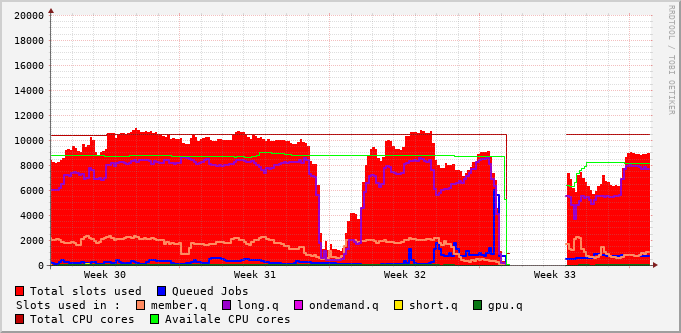 20000
18000
16000
14000
12000
10000
8000
6000
4000
2000
0
Week 30 Week 31 Week 32 Week 33
RRDTOOL / TOBI OETIKER
Total slots used Queued Jobs
Slots used in : member.q long.q ondemand.q short.q gpu.q
Total CPU cores Availale CPU cores